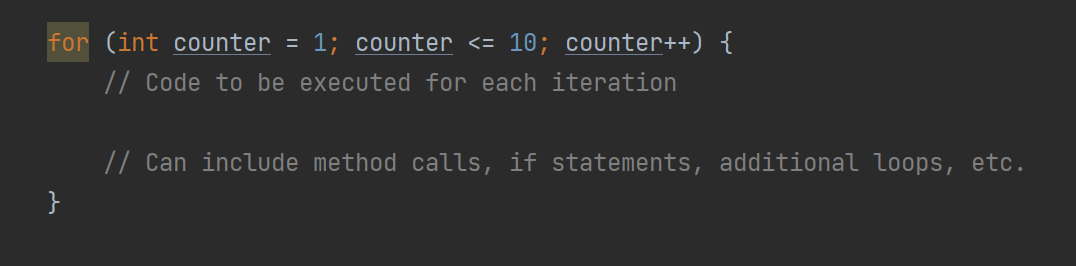 for (int counter = 1; counter <= 10; counter++) {
    // Code to be executed for each iteration

    // Can include method calls, if statements, additional loops, etc.
}